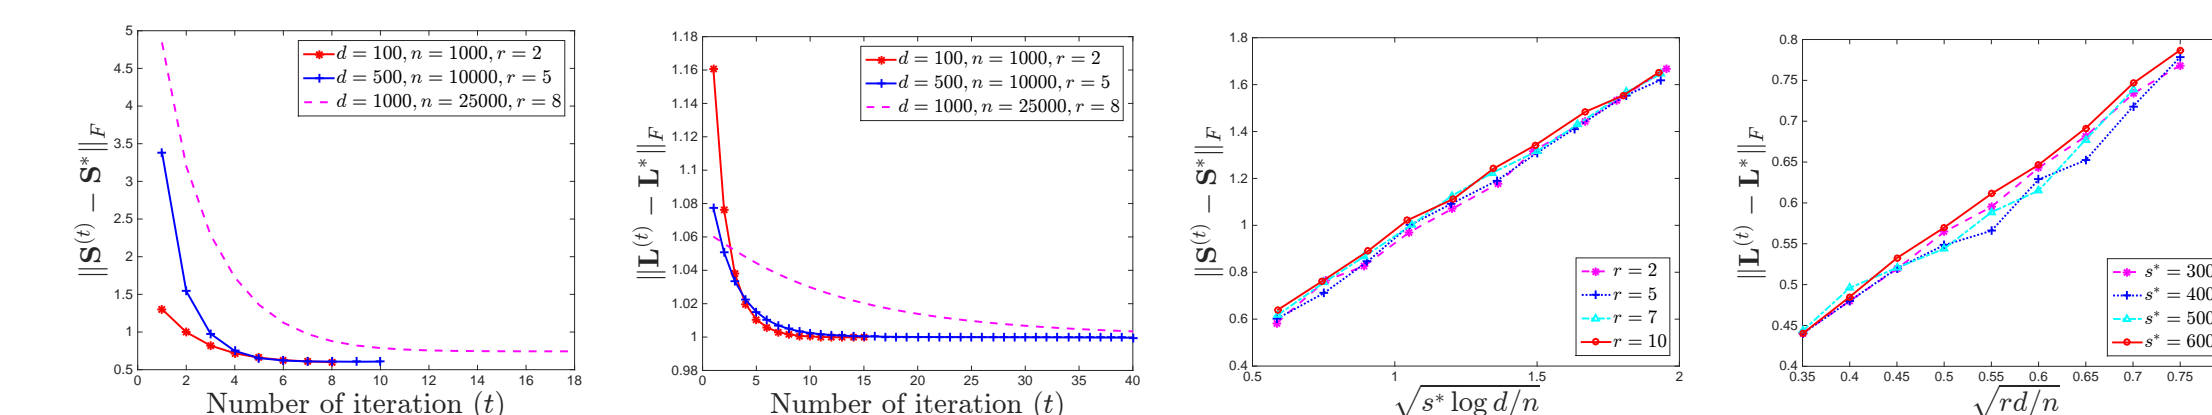 5
4.5
4
3.5
3
2.5
2
1.5
1
0.5
0 2 4 6 8 10 12 14 16 18
‖S^(t) − S*‖_F
Number of iteration (t)
d = 100, n = 1000, r = 2
d = 500, n = 10000, r = 5
d = 1000, n = 25000, r = 8
1.18
1.16
1.14
1.12
1.1
1.08
1.06
1.04
1.02
1
0.98
0 5 10 15 20 25 30 35 40
‖L^(t) − L*‖_F
Number of iteration (t)
d = 100, n = 1000, r = 2
d = 500, n = 10000, r = 5
d = 1000, n = 25000, r = 8
1.8
1.6
1.4
1.2
1
0.8
0.6
0.4
0.5 1 1.5 2
‖S^(t) − S*‖_F
√s* log d/n
r = 2
r = 5
r = 7
r = 10
0.8
0.75
0.7
0.65
0.6
0.55
0.5
0.45
0.4
0.35 0.4 0.45 0.5 0.55 0.6 0.65 0.7 0.75
‖L^(t) − L*‖_F
√rd/n
s* = 300
s* = 400
s* = 500
s* = 600